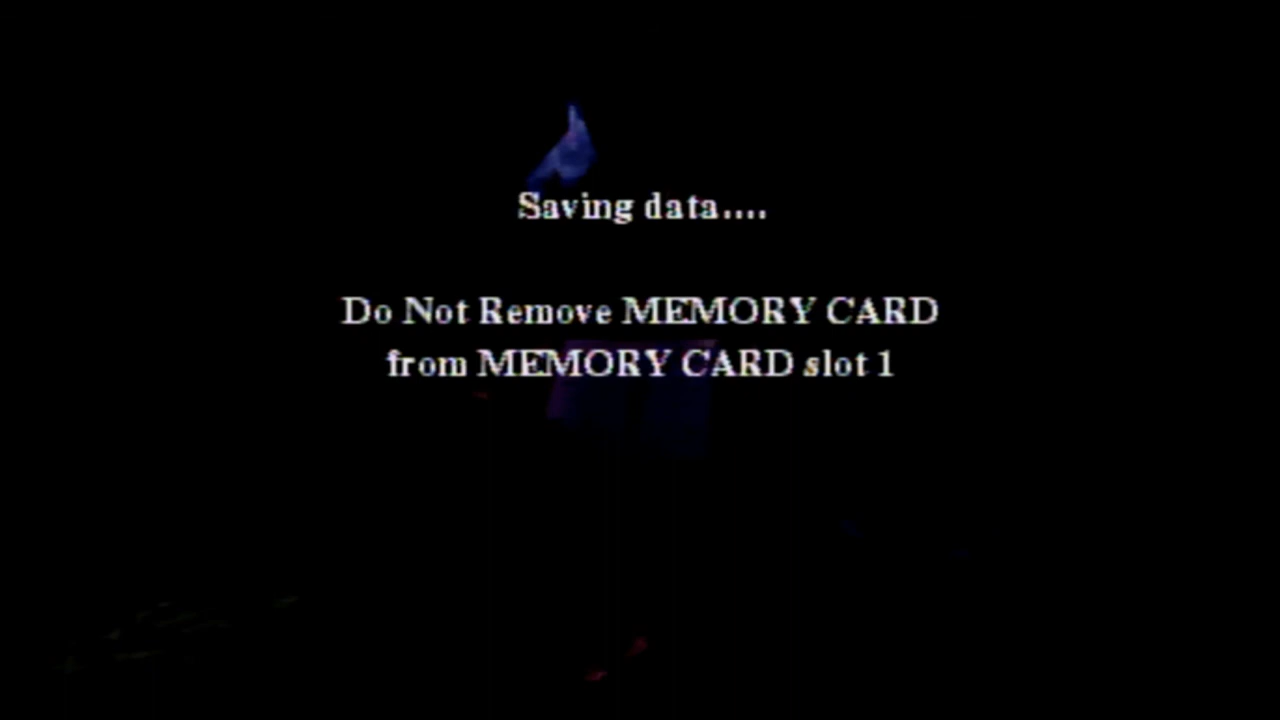 Saving data....
Do Not Remove MEMORY CARD
from MEMORY CARD slot 1